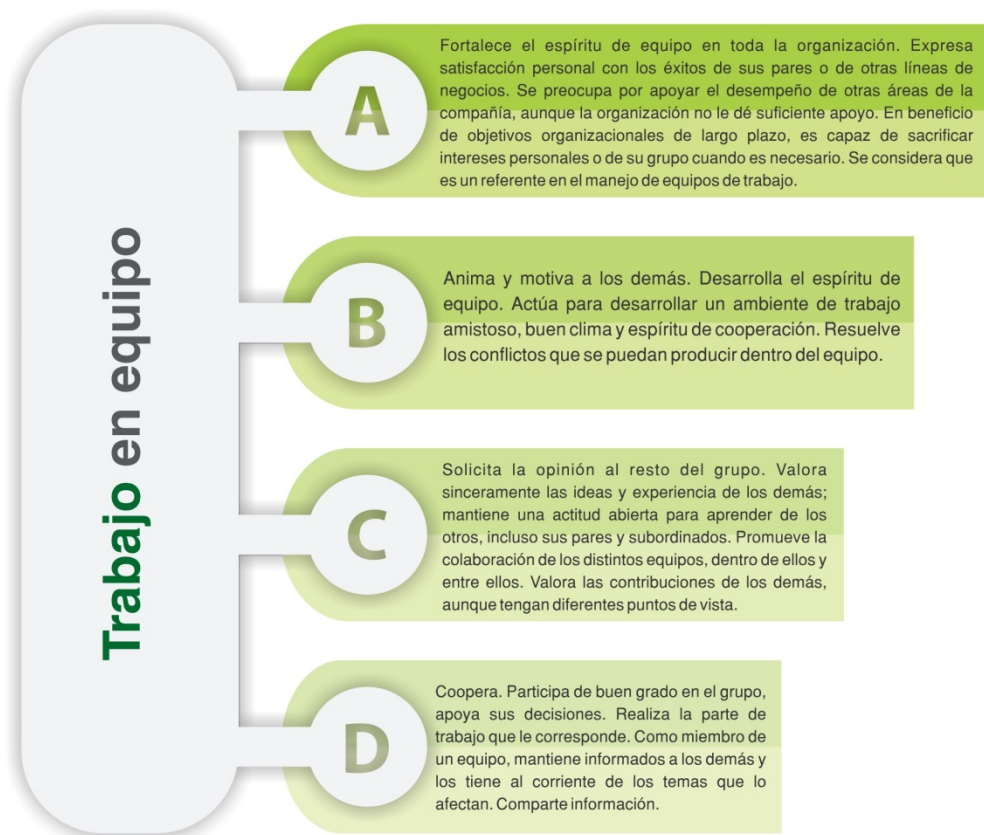 Trabajo en equipo
A
Fortalece el espíritu de equipo en toda la organización. Expresa
satisfacción personal con los éxitos de sus pares o de otras líneas de
negocios. Se preocupa por apoyar el desempeño de otras áreas de la
compañía, aunque la organización no le dé suficiente apoyo. En beneficio
de objetivos organizacionales de largo plazo, es capaz de sacrificar
intereses personales o de su grupo cuando es necesario. Se considera que
es un referente en el manejo de equipos de trabajo.
B
Anima y motiva a los demás. Desarrolla el espíritu de
equipo. Actúa para desarrollar un ambiente de trabajo
amistoso, buen clima y espíritu de cooperación. Resuelve
los conflictos que se puedan producir dentro del equipo.
C
Solicita la opinión al resto del grupo. Valora
sinceramente las ideas y experiencia de los demás;
mantiene una actitud abierta para aprender de los
otros, incluso sus pares y subordinados. Promueve la
colaboración de los distintos equipos, dentro de ellos y
entre ellos. Valora las contribuciones de los demás,
aunque tengan diferentes puntos de vista.
D
Coopera. Participa de buen grado en el grupo,
apoya sus decisiones. Realiza la parte de
trabajo que le corresponde. Como miembro de
un equipo, mantiene informados a los demás y
los tiene al corriente de los temas que lo
afectan. Comparte información.